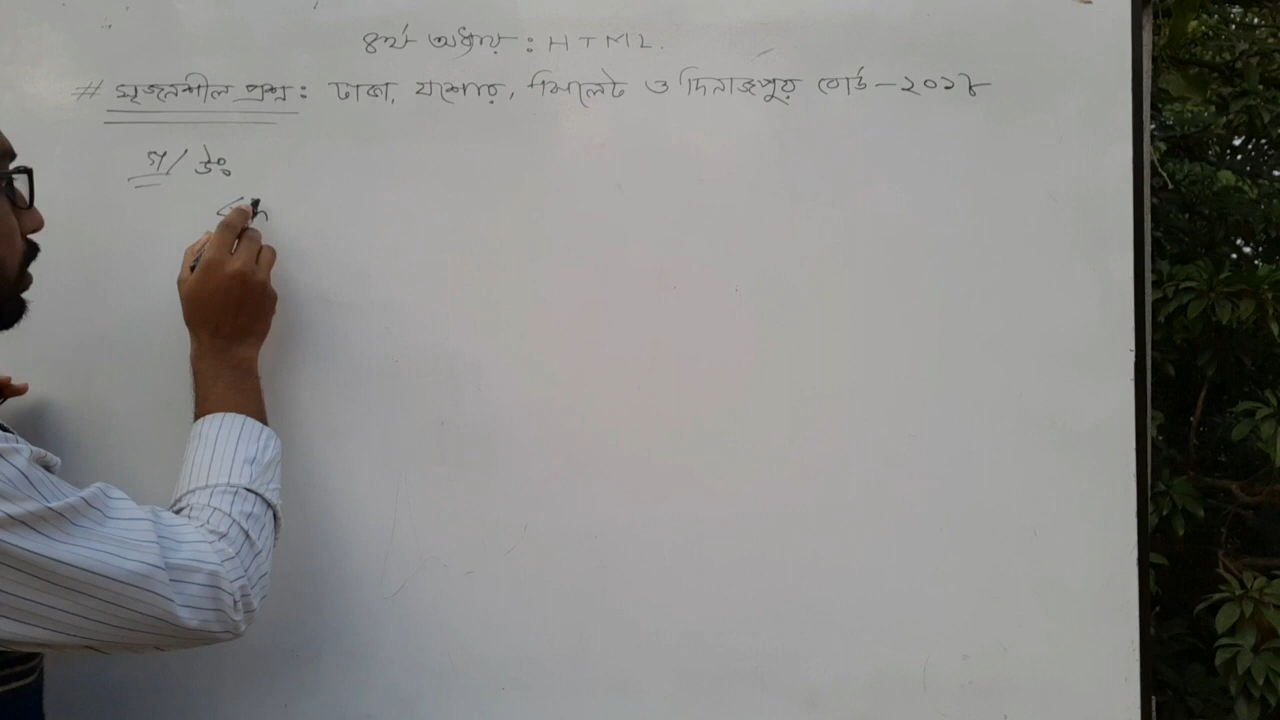 ৪র্থ অধ্যায় : HTML.
# সৃজনশীল প্রশ্ন : ঢাকা, যশোর, সিলেট ও দিনাজপুর বোর্ড - ২০১৮
গ/ উঃ
<h